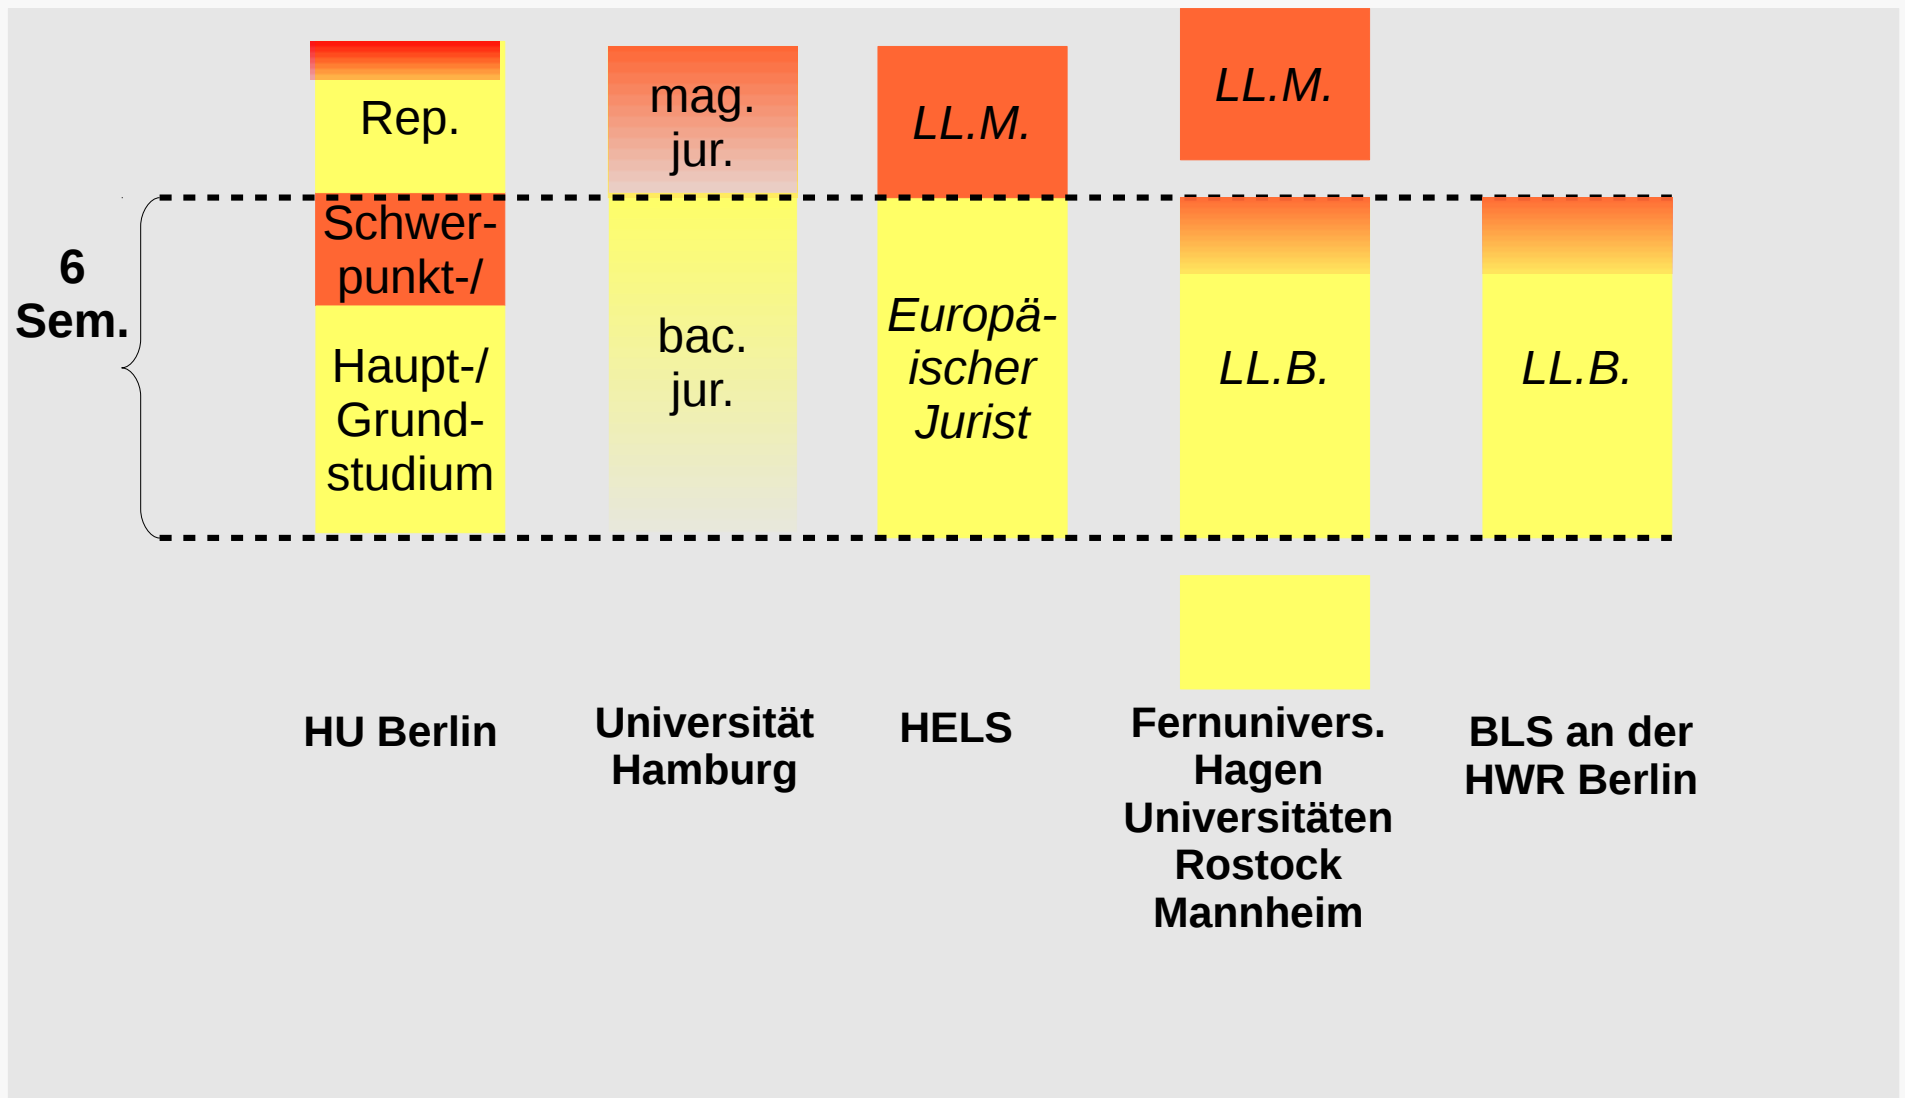 6
Sem.
Rep.
Schwer-
punkt-/
Haupt-/
Grund-
studium
mag.
jur.
bac.
jur.
LL.M.
Europä-
ischer
Jurist
LL.M.
LL.B.
LL.B.
HU Berlin
Universität
Hamburg
HELS
Fernunivers.
Hagen
Universitäten
Rostock
Mannheim
BLS an der
HWR Berlin